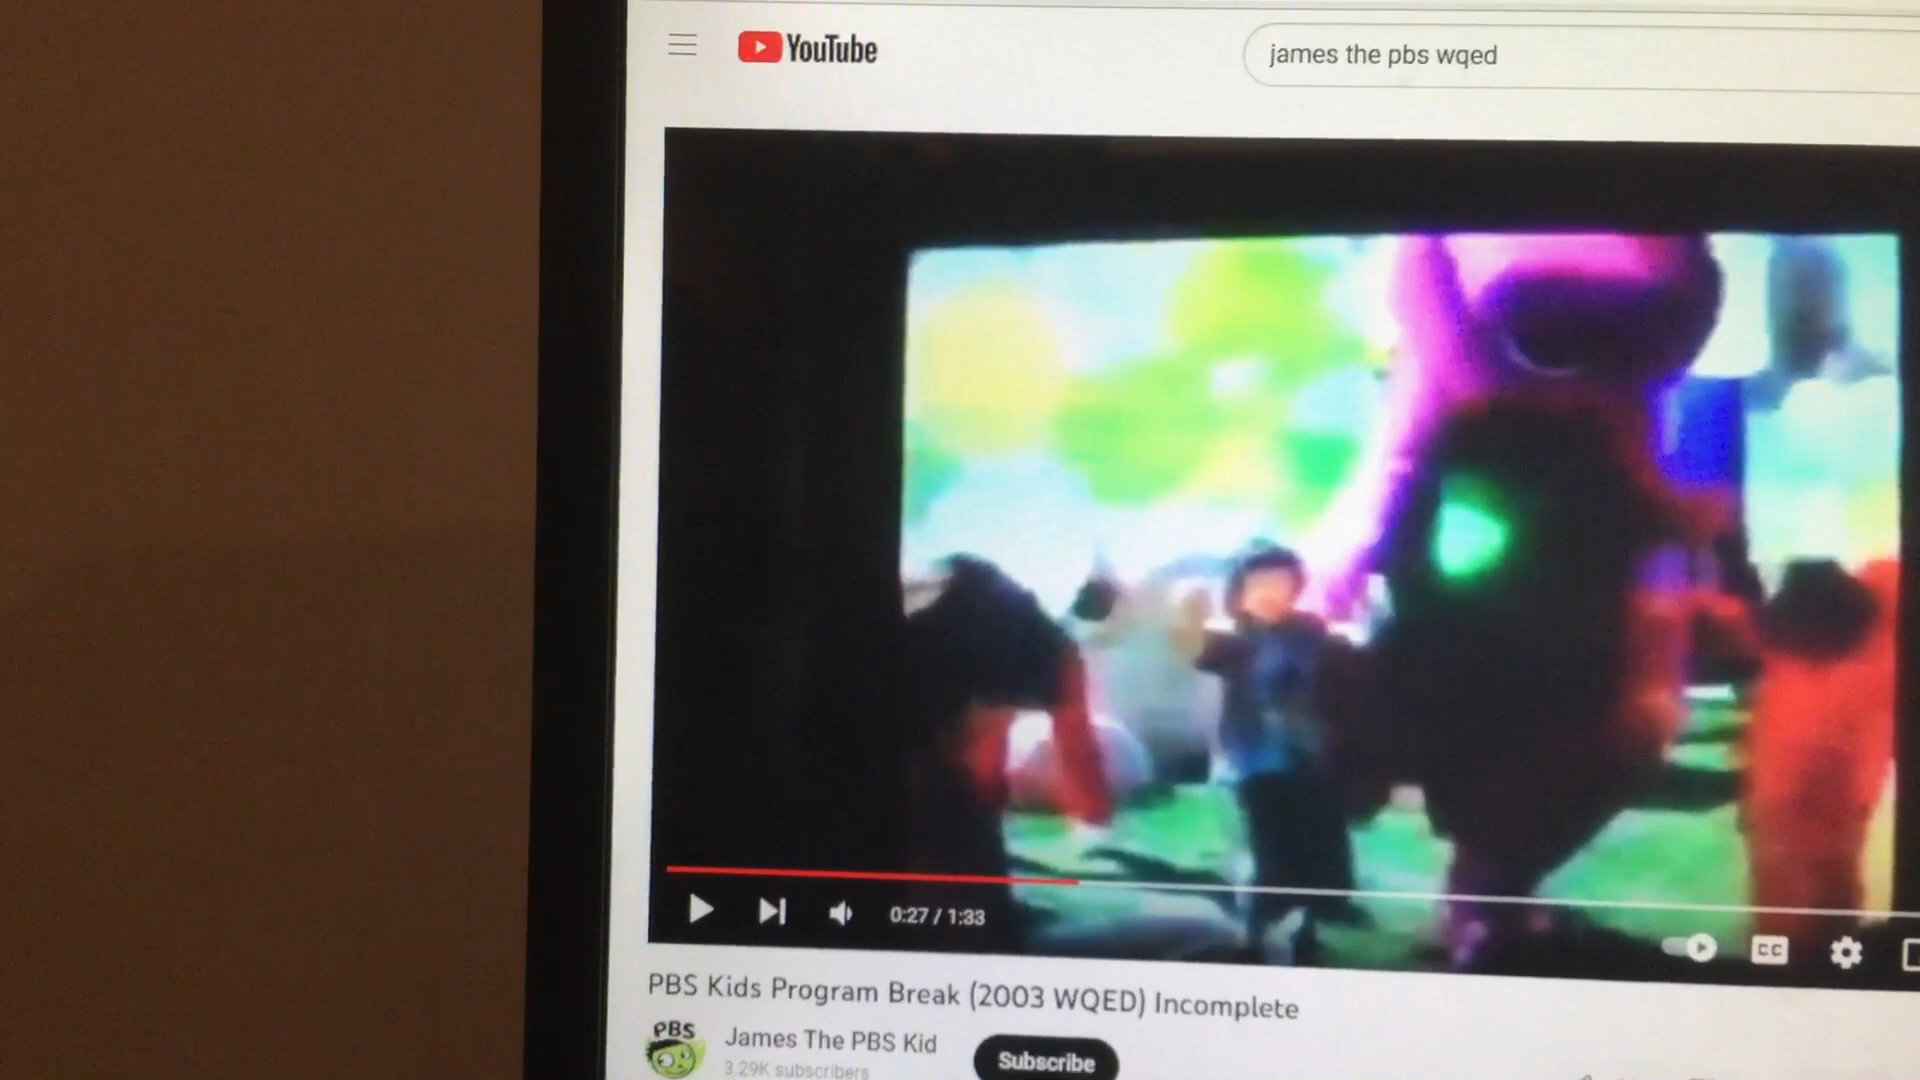 YouTube
james the pbs wqed
0:27 / 1:33
CC
PBS Kids Program Break (2003 WQED) Incomplete
PBS
James The PBS Kid
3.29K subscribers
Subscribe